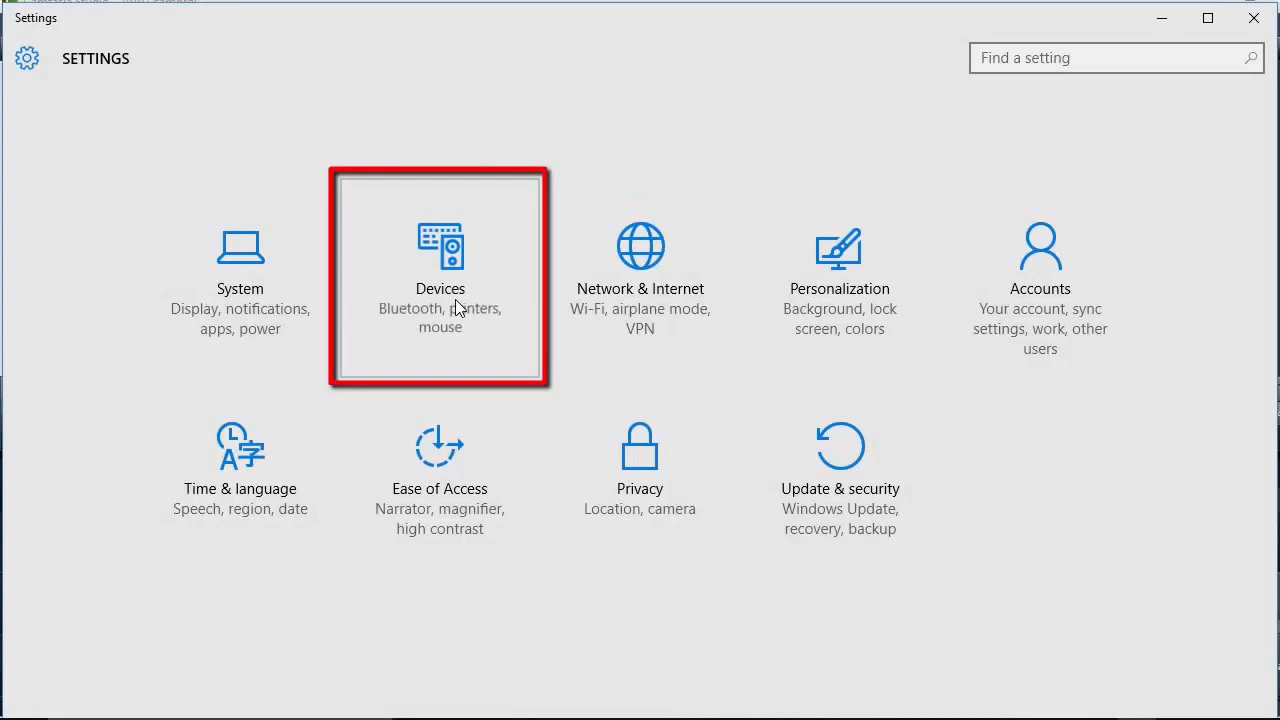 Settings
SETTINGS
Find a setting
System
Display, notifications,
apps, power
Devices
Bluetooth, printers,
mouse
Network & Internet
Wi-Fi, airplane mode,
VPN
Personalization
Background, lock
screen, colors
Accounts
Your account, sync
settings, work, other
users
Time & language
Speech, region, date
Ease of Access
Narrator, magnifier,
high contrast
Privacy
Location, camera
Update & security
Windows Update,
recovery, backup